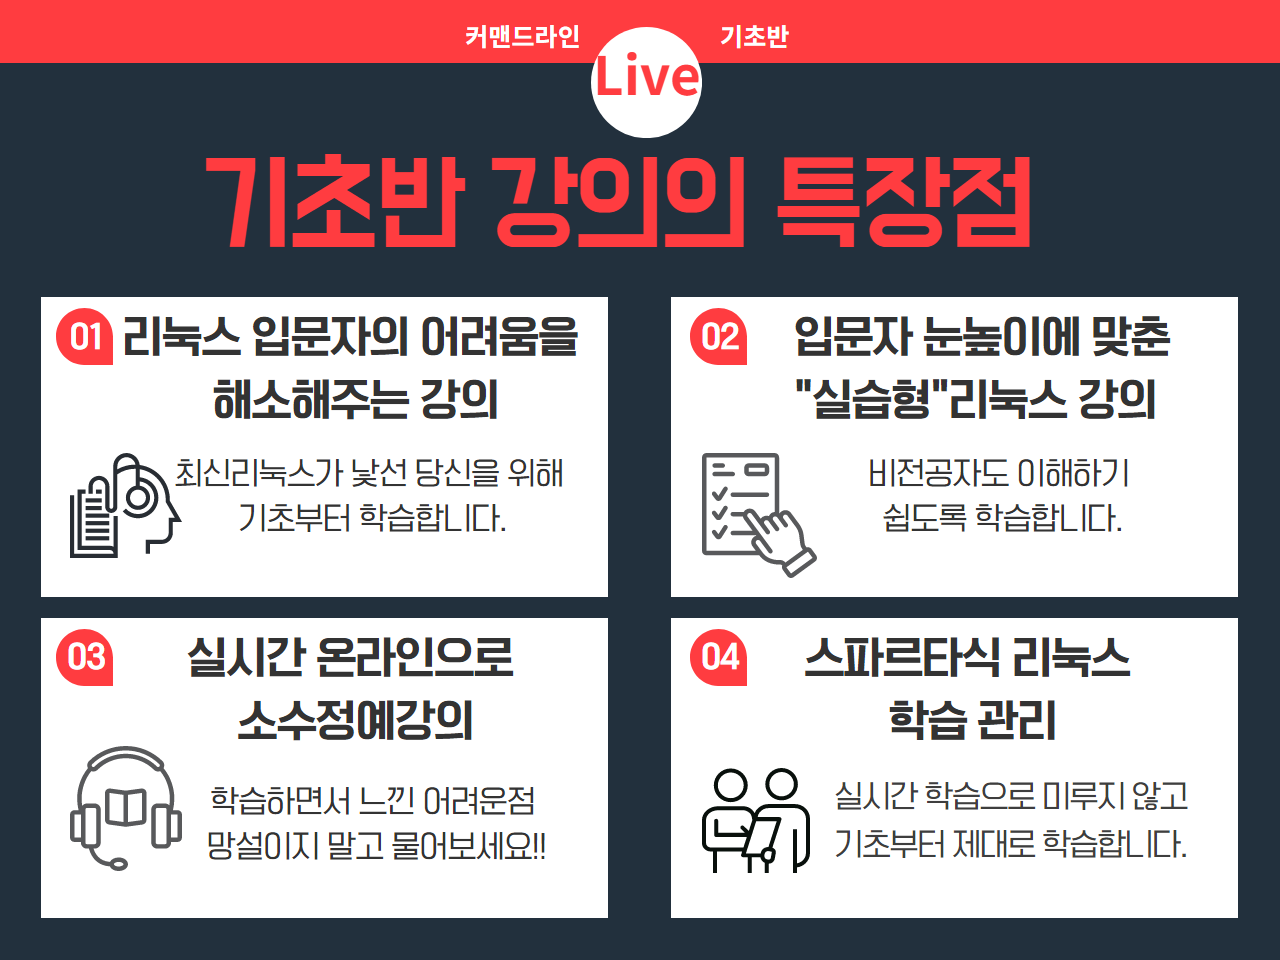 커맨드라인 Live 기초반
기초반 강의의 특장점
01 리눅스 입문자의 어려움을
해소해주는 강의
최신리눅스가 낯선 당신을 위해
기초부터 학습합니다.
02 입문자 눈높이에 맞춘
"실습형"리눅스 강의
비전공자도 이해하기
쉽도록 학습합니다.
03 실시간 온라인으로
소수정예강의
학습하면서 느낀 어려운점
망설이지 말고 물어보세요!!
04 스파르타식 리눅스
학습 관리
실시간 학습으로 미루지 않고
기초부터 제대로 학습합니다.